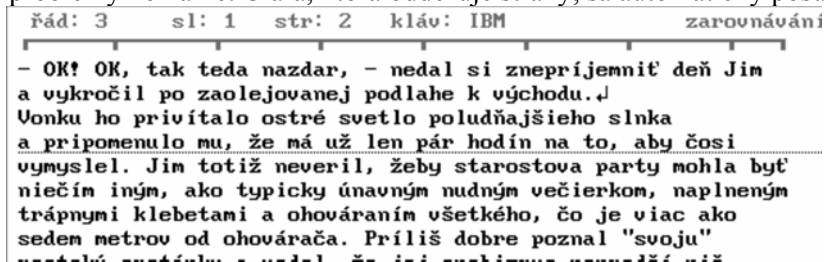 řád: 3 sl: 1 str: 2 kláv: IBM zarovnávání
– OK! OK, tak teda nazdar, – nedal si znepríjemniť deň Jim
a vykročil po zaolejovanej podlahe k východu.↲
Vonku ho privítalo ostré svetlo poludňajšieho slnka
a pripomenulo mu, že má už len pár hodín na to, aby čosi
vymyslel. Jim totiž neveril, žeby starostova party mohla byť
niečím iným, ako typicky únavným nudným večierkom, naplneným
trápnymi klebetami a ohováraním všetkého, čo je viac ako
sedem metrov od ohovárača. Príliš dobre poznal "svoju"